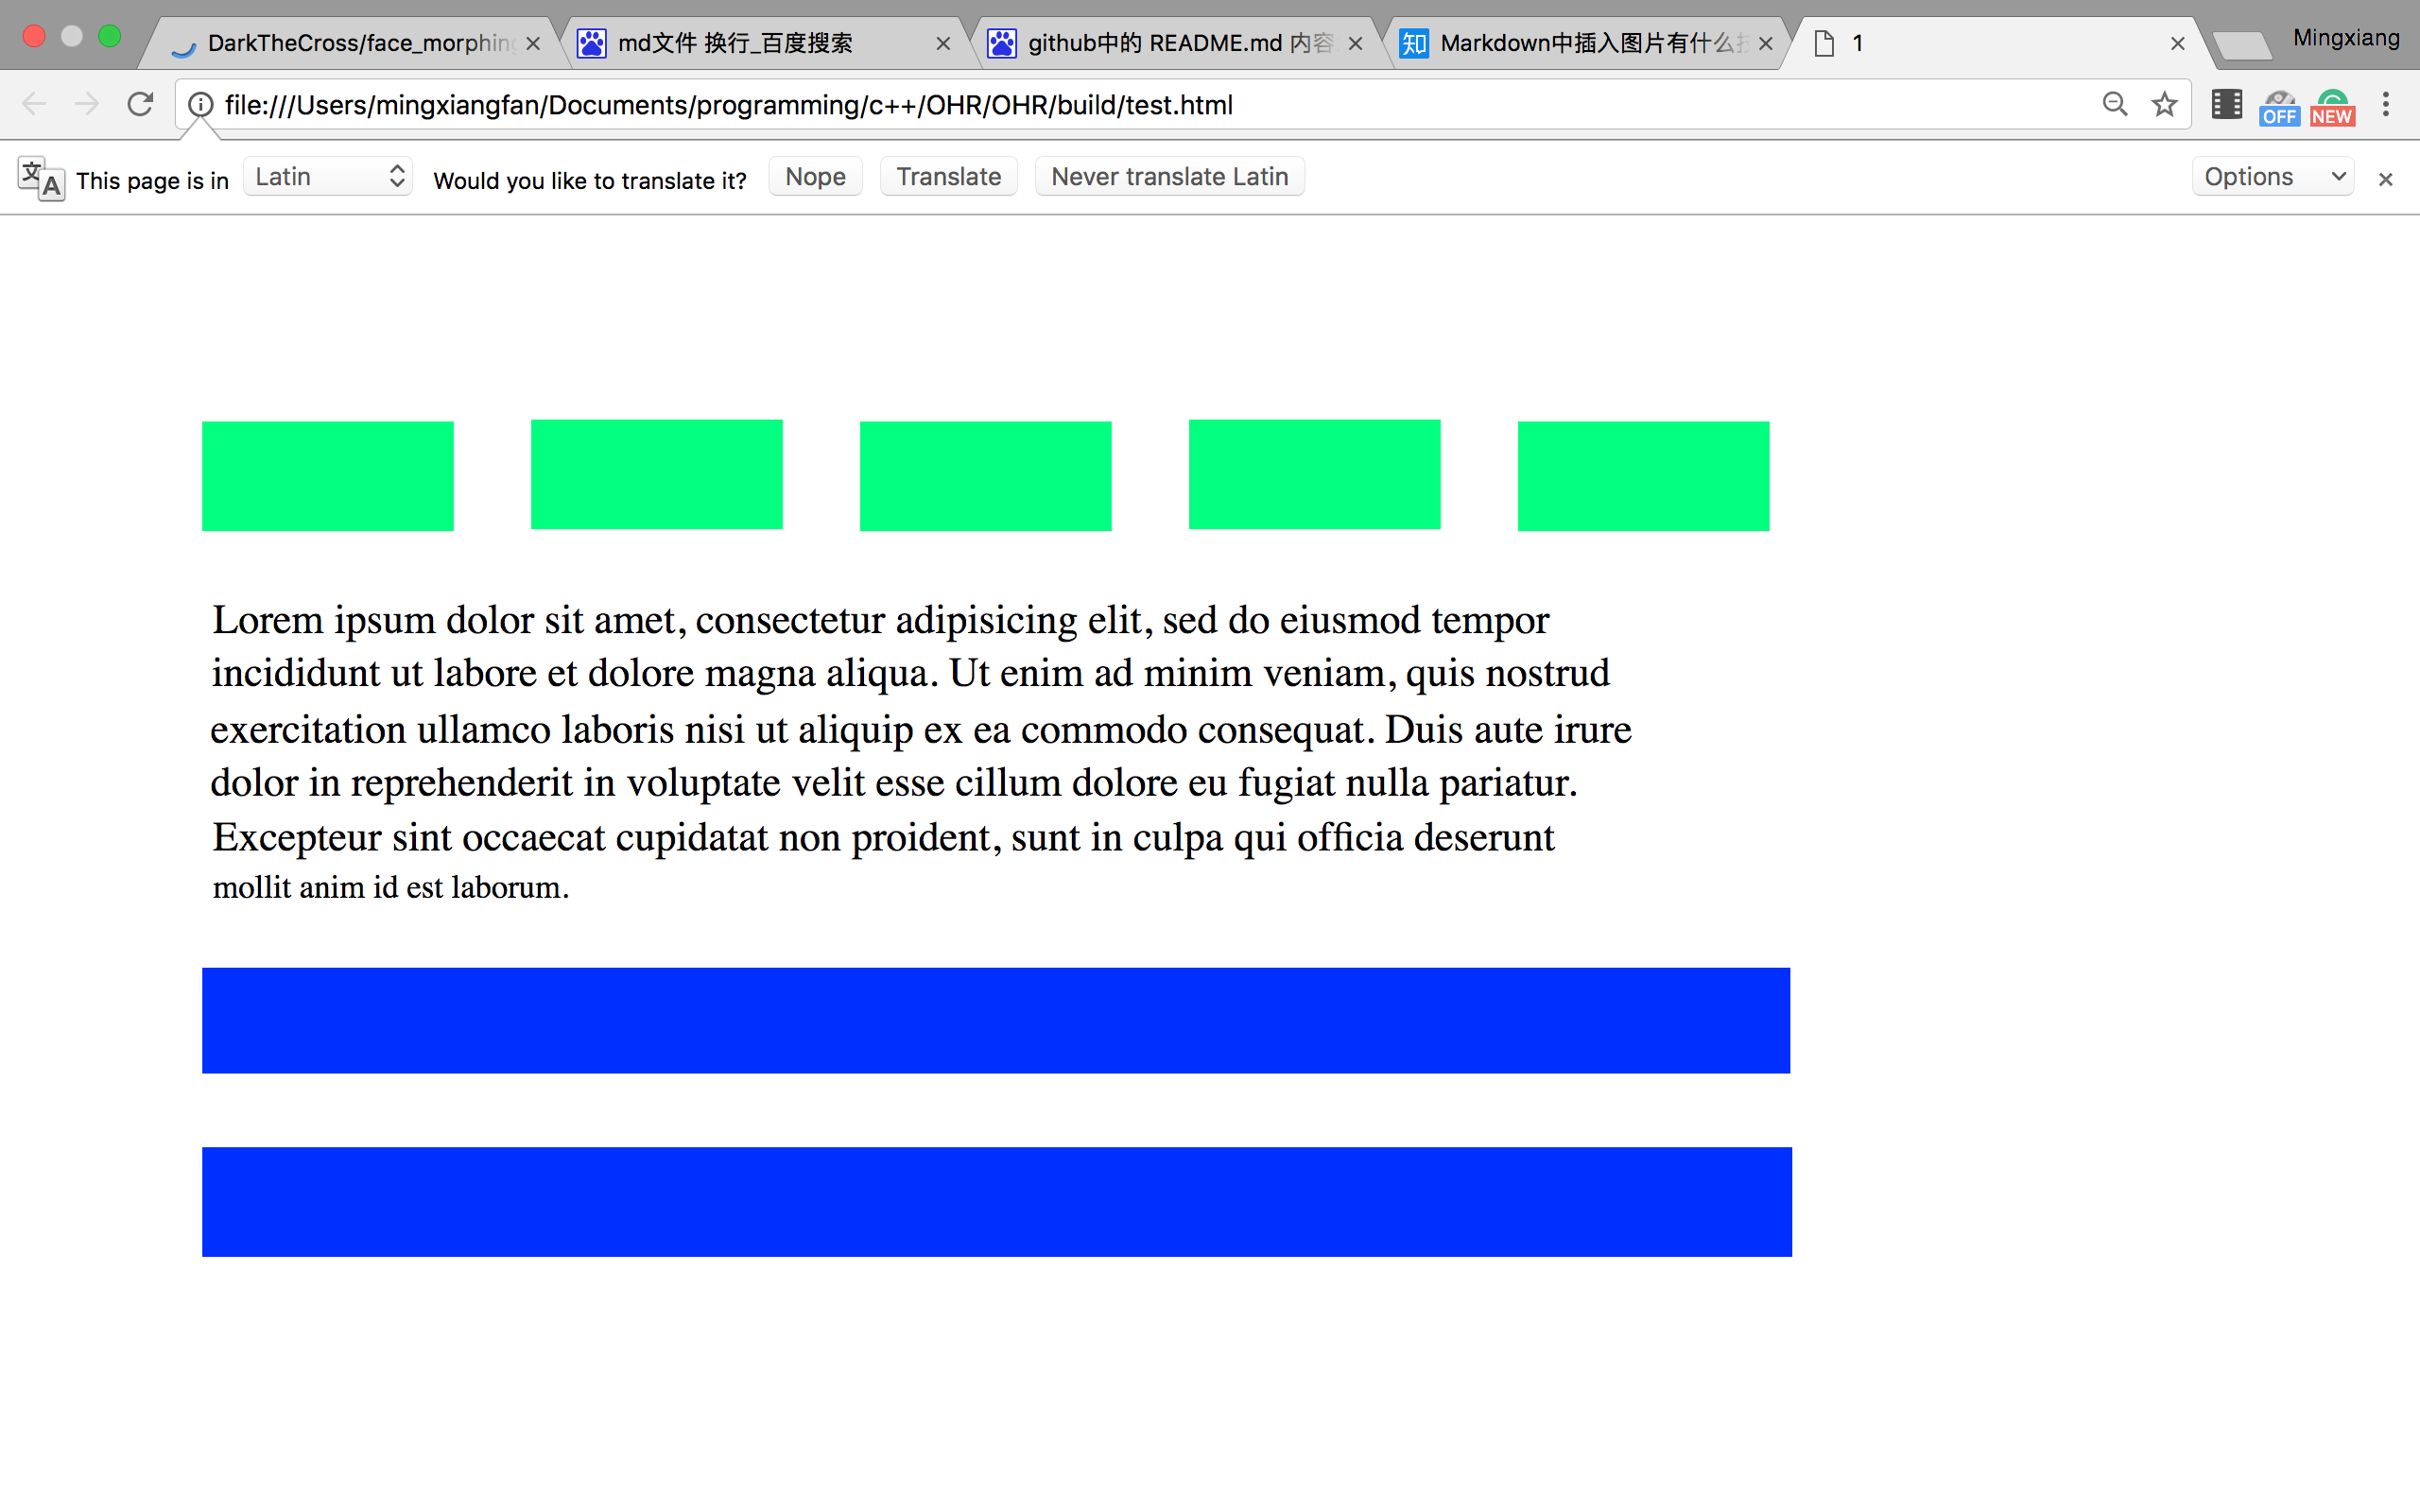 DarkTheCross/face_morphing
md文件 换行_百度搜索
github中的 README.md 内容
Markdown中插入图片有什么
1
Mingxiang
file:///Users/mingxiangfan/Documents/programming/c++/OHR/OHR/build/test.html
OFF
NEW
This page is in Latin Would you like to translate it? Nope Translate Never translate Latin Options
Lorem ipsum dolor sit amet, consectetur adipisicing elit, sed do eiusmod tempor
incididunt ut labore et dolore magna aliqua. Ut enim ad minim veniam, quis nostrud
exercitation ullamco laboris nisi ut aliquip ex ea commodo consequat. Duis aute irure
dolor in reprehenderit in voluptate velit esse cillum dolore eu fugiat nulla pariatur.
Excepteur sint occaecat cupidatat non proident, sunt in culpa qui officia deserunt
mollit anim id est laborum.